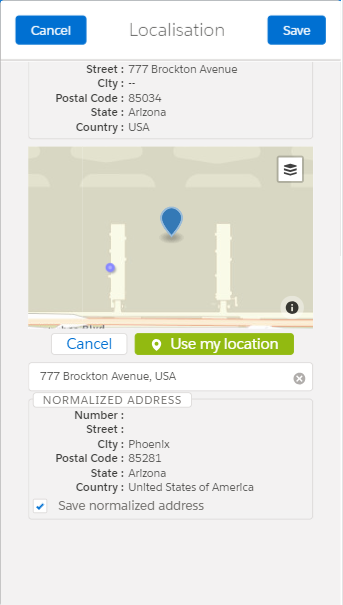 Cancel
Localisation
Save
Street : 777 Brockton Avenue
City : --
Postal Code : 85034
State : Arizona
Country : USA
Blvd
Cancel
Use my location
777 Brockton Avenue, USA
NORMALIZED ADDRESS
Number :
Street :
City : Phoenix
Postal Code : 85281
State : Arizona
Country : United States of America
Save normalized address